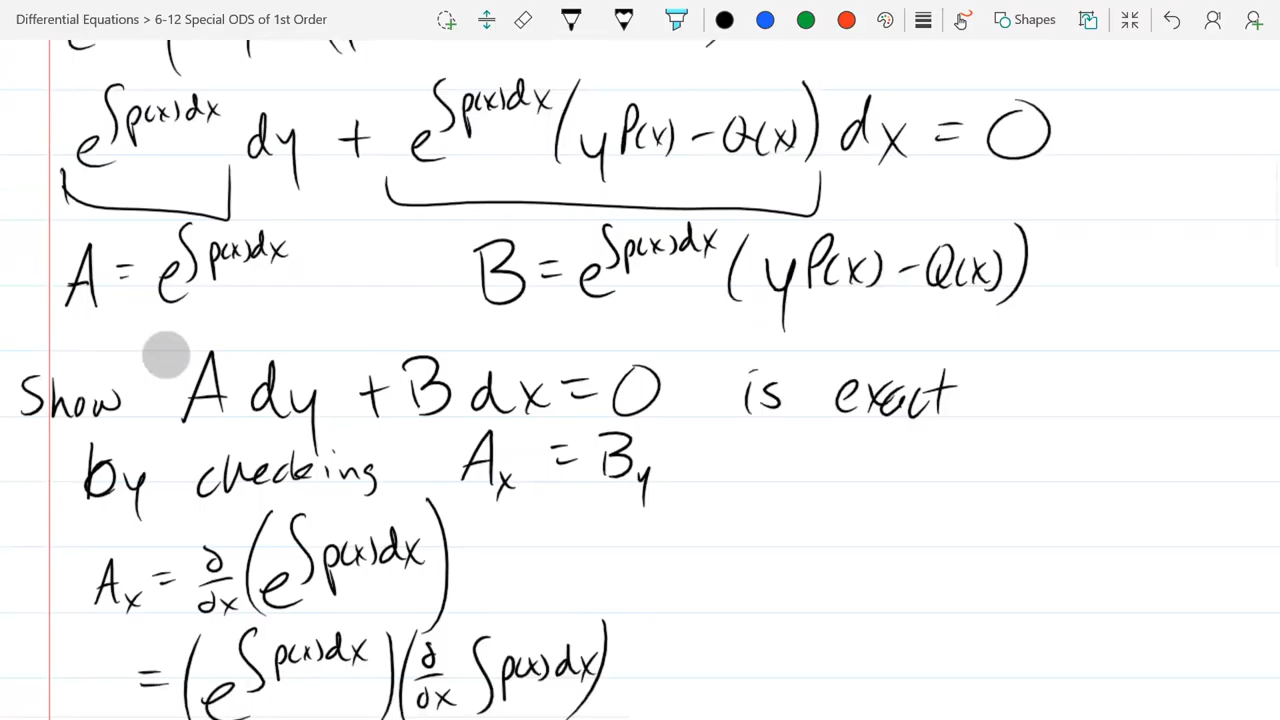 Differential Equations > 6-12 Special ODS of 1st Order
Shapes
e^∫p(x)dx dy + e^∫p(x)dx (yP(x) - Q(x)) dx = 0
A = e^∫p(x)dx B = e^∫p(x)dx (yP(x) - Q(x))
Show A dy + B dx = 0 is exact
by checking A_x = B_y
A_x = ∂/∂x (e^∫p(x)dx)
= (e^∫p(x)dx)(∂/∂x ∫p(x)dx)